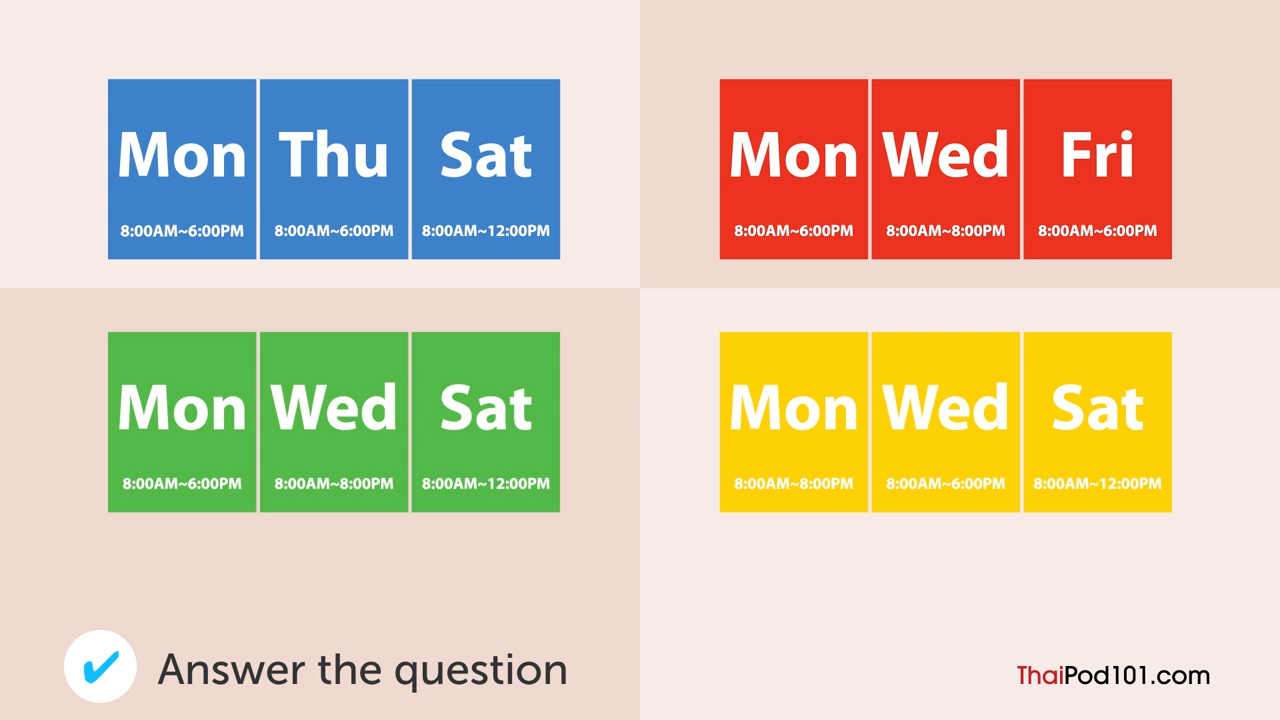 Mon Thu Sat
8:00AM~6:00PM 8:00AM~6:00PM 8:00AM~12:00PM
Mon Wed Fri
8:00AM~6:00PM 8:00AM~8:00PM 8:00AM~6:00PM
Mon Wed Sat
8:00AM~6:00PM 8:00AM~8:00PM 8:00AM~12:00PM
Mon Wed Sat
8:00AM~8:00PM 8:00AM~6:00PM 8:00AM~12:00PM
Answer the question
ThaiPod101.com